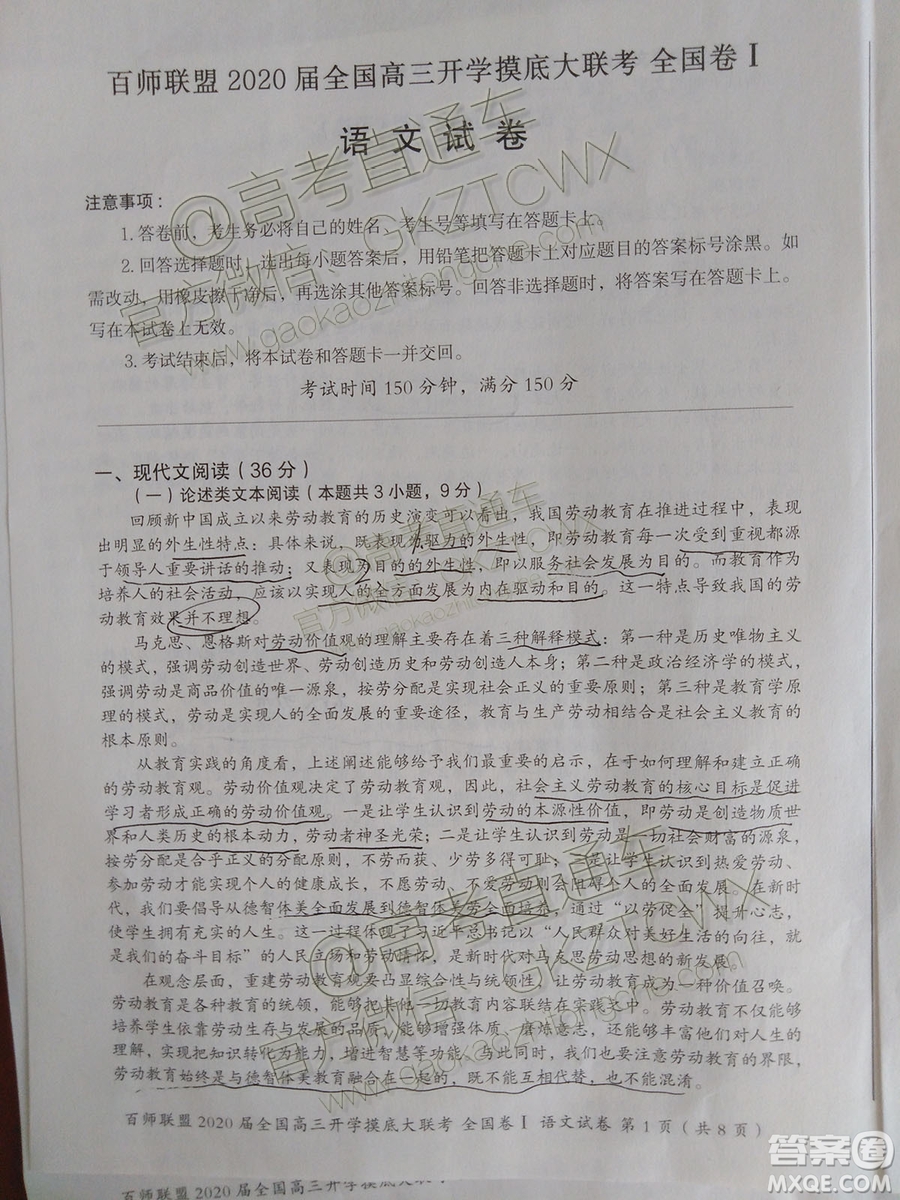 百师联盟 2020 届全国高三开学摸底大联考 全国卷 Ⅰ
语 文 试 卷
注意事项：
1.答卷前，考生务必将自己的姓名、考生号等填写在答题卡上。
2.回答选择题时，选出每小题答案后，用铅笔把答题卡上对应题目的答案标号涂黑。如
需改动，用橡皮擦干净后，再选涂其他答案标号。回答非选择题时，将答案写在答题卡上。
写在本试卷上无效。
3.考试结束后，将本试卷和答题卡一并交回。
考试时间 150 分钟，满分 150 分
一、现代文阅读（36 分）
（一）论述类文本阅读（本题共 3 小题，9 分）
回顾新中国成立以来劳动教育的历史演变可以看出，我国劳动教育在推进过程中，表现
出明显的外生性特点：具体来说，既表现为驱力的外生性，即劳动教育每一次受到重视都源
于领导人重要讲话的推动；又表现为目的的外生性，即以服务社会发展为目的。而教育作为
培养人的社会活动，应该以实现人的全方面发展为内在驱动和目的。这一特点导致我国的劳
动教育效果并不理想。
马克思、恩格斯对劳动价值观的理解主要存在着三种解释模式：第一种是历史唯物主义
的模式，强调劳动创造世界、劳动创造历史和劳动创造人本身；第二种是政治经济学的模式，
强调劳动是商品价值的唯一源泉，按劳分配是实现社会正义的重要原则；第三种是教育学原
理的模式，劳动是实现人的全面发展的重要途径，教育与生产劳动相结合是社会主义教育的
根本原则。
从教育实践的角度看，上述阐述能够给予我们最重要的启示，在于如何理解和建立正确
的劳动教育观。劳动价值观决定了劳动教育观，因此，社会主义劳动教育的核心目标是促进
学习者形成正确的劳动价值观。一是让学生认识到劳动的本源性价值，即劳动是创造物质世
界和人类历史的根本动力，劳动者神圣光荣；二是让学生认识到劳动是一切社会财富的源泉，
按劳分配是合乎正义的分配原则，不劳而获、少劳多得可耻；三是让学生认识到热爱劳动、
参加劳动才能实现个人的健康成长，不愿劳动、不爱劳动只会阻碍个人的全面发展。在新时
代，我们要倡导从德智体美全面发展到德智体美劳全面培养，通过“以劳促全”提升心志，
使学生拥有充实的人生。这一过程体现了习近平总书记以“人民群众对美好生活的向往，就
是我们的奋斗目标”的人民立场和劳动情怀，是新时代对马克思劳动思想的新发展。
在观念层面，重建劳动教育观要凸显综合性与统领性，让劳动教育成为一种价值召唤。
劳动教育是各种教育的统领，能够把其他一切教育内容联结在实践之中。劳动教育不仅能够
培养学生依靠劳动生存与发展的品质，能够增强体质、磨炼意志，还能够丰富他们对人生的
理解，实现把知识转化为智慧、增进智慧等功能。与此同时，我们也要注意劳动教育的界限，
劳动教育始终是与德智体美教育融合在一起的，既不能互相代替，也不能混淆。
百师联盟 2020 届全国高三开学摸底大联考 全国卷 Ⅰ 语文试卷 第 1 页（共 8 页）
@高考直通车
官方微信：GKZTCWX
www.gaokaozhitongche.com
@高考直通车
官方微信：GKZTCWX
www.gaokaozhitongche.com
答案圈
MXQE.COM